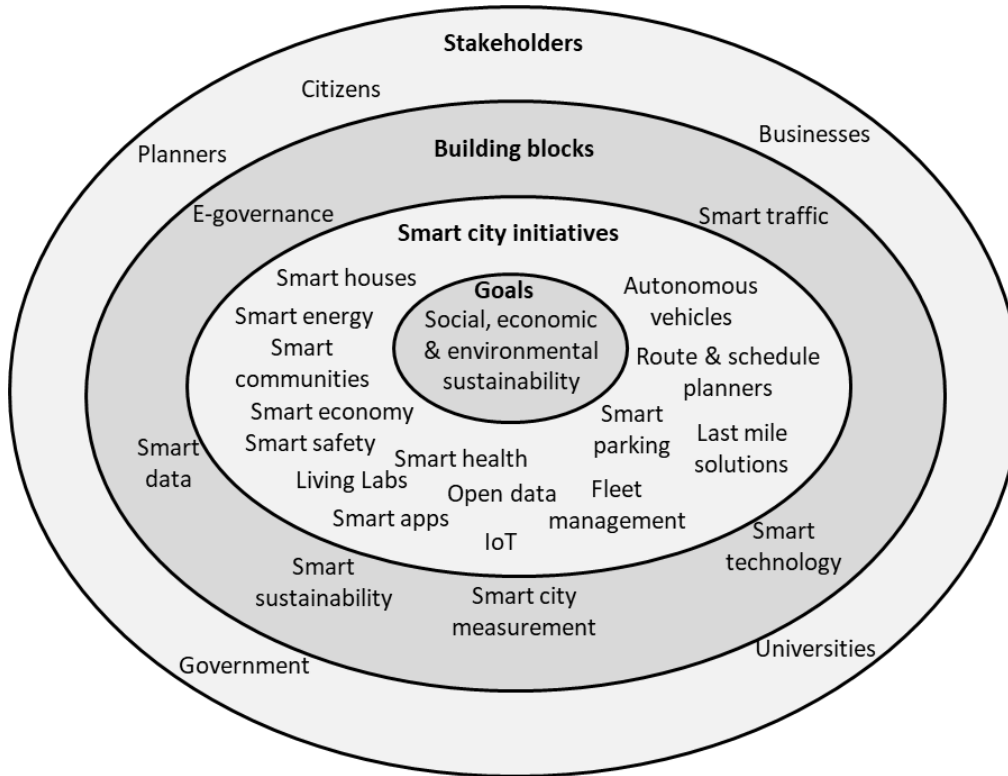 Stakeholders
Citizens
Businesses
Planners
Building blocks
E-governance
Smart traffic
Smart city initiatives
Smart houses
Goals
Social, economic
& environmental
sustainability
Autonomous
vehicles
Smart energy
Smart
communities
Route & schedule
planners
Smart economy
Smart
parking
Smart safety
Last mile
solutions
Smart
data
Smart health
Living Labs
Open data
Fleet
management
Smart apps
IoT
Smart
technology
Smart
sustainability
Smart city
measurement
Universities
Government